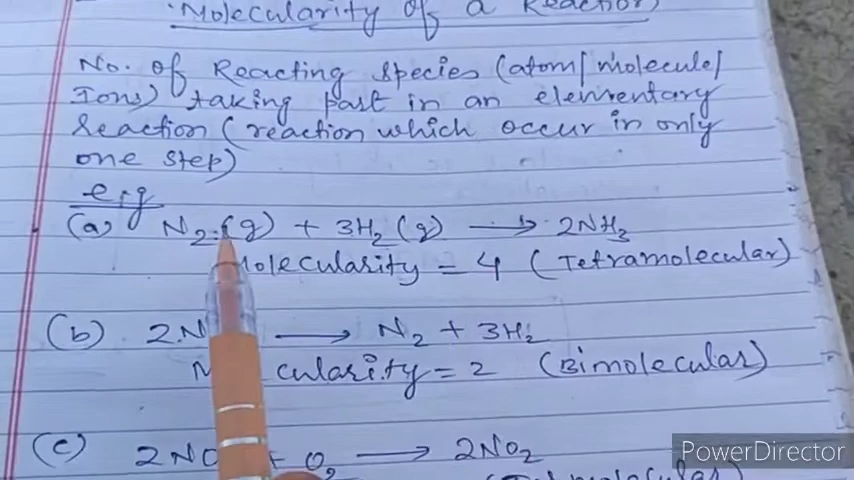 Molecularity of a Reaction
No. of Reacting species (atom/molecule/
Ions) taking part in an elementary
reaction (reaction which occur in only
one step)
e.g
(a) N2(g) + 3H2(g) → 2NH3
Molecularity = 4 (Tetramolecular)
(b) 2N → N2 + 3H2
cularity = 2 (Bimolecular)
(c) 2NO + O2 → 2NO2
PowerDirector